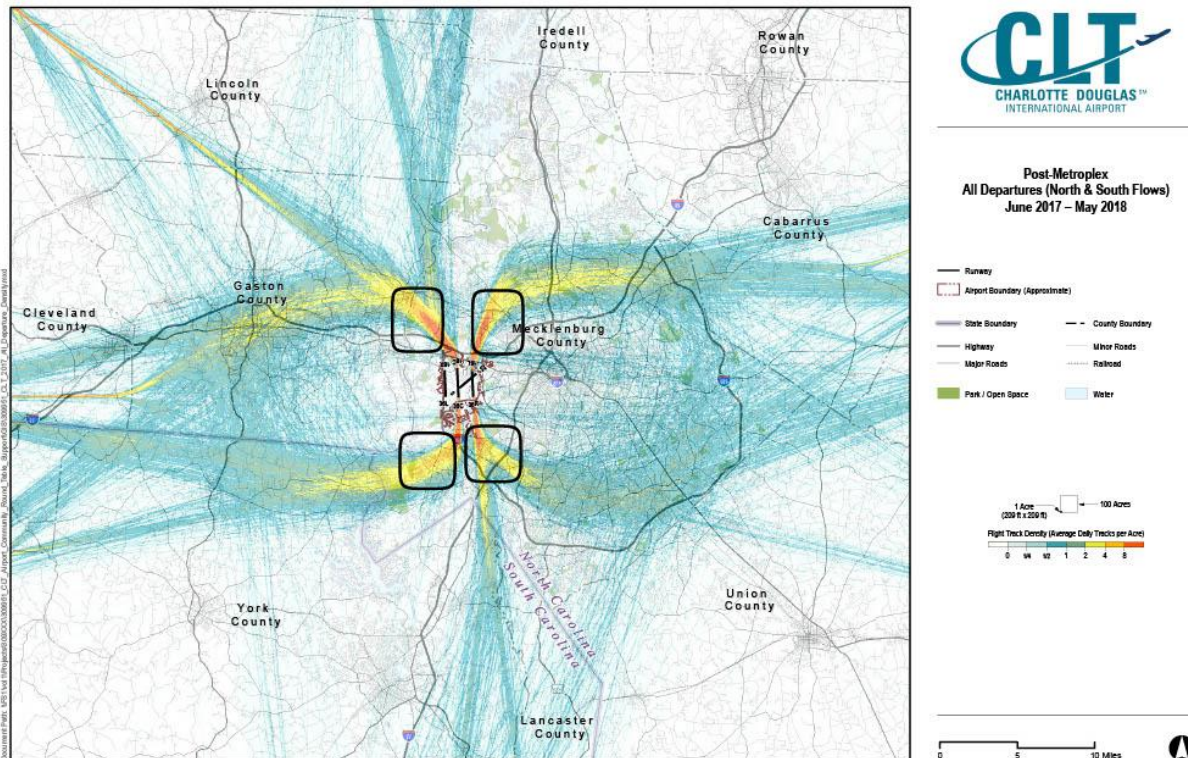 Iredell
County
Rowan
County
Lincoln
County
Cabarrus
County
Gaston
County
Cleveland
County
Mecklenburg
County
North Carolina
South Carolina
York
County
Union
County
Lancaster
County
CLT
CHARLOTTE DOUGLAS™
INTERNATIONAL AIRPORT
Post-Metroplex
All Departures (North & South Flows)
June 2017 – May 2018
Runway
Airport Boundary (Approximate)
State Boundary
County Boundary
Highway
Minor Roads
Major Roads
Railroad
Park / Open Space
Water
1 Acre
(209 ft x 209 ft)
100 Acres
Flight Track Density (Average Daily Tracks per Acre)
0 1/4 1/2 1 2 4 8
0 5 10 Miles